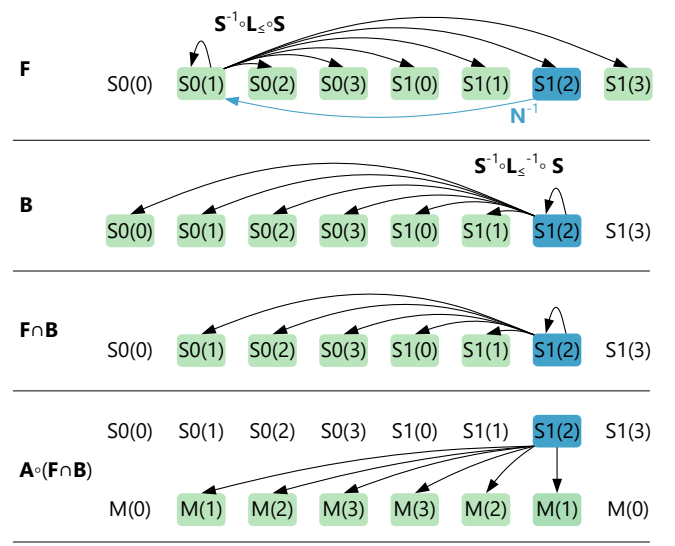 S⁻¹∘L≤∘S
F
S0(0) S0(1) S0(2) S0(3) S1(0) S1(1) S1(2) S1(3)
N⁻¹
S⁻¹∘L≤⁻¹∘ S
B
S0(0) S0(1) S0(2) S0(3) S1(0) S1(1) S1(2) S1(3)
F∩B
S0(0) S0(1) S0(2) S0(3) S1(0) S1(1) S1(2) S1(3)
S0(0) S0(1) S0(2) S0(3) S1(0) S1(1) S1(2) S1(3)
A∘(F∩B)
M(0) M(1) M(2) M(3) M(3) M(2) M(1) M(0)